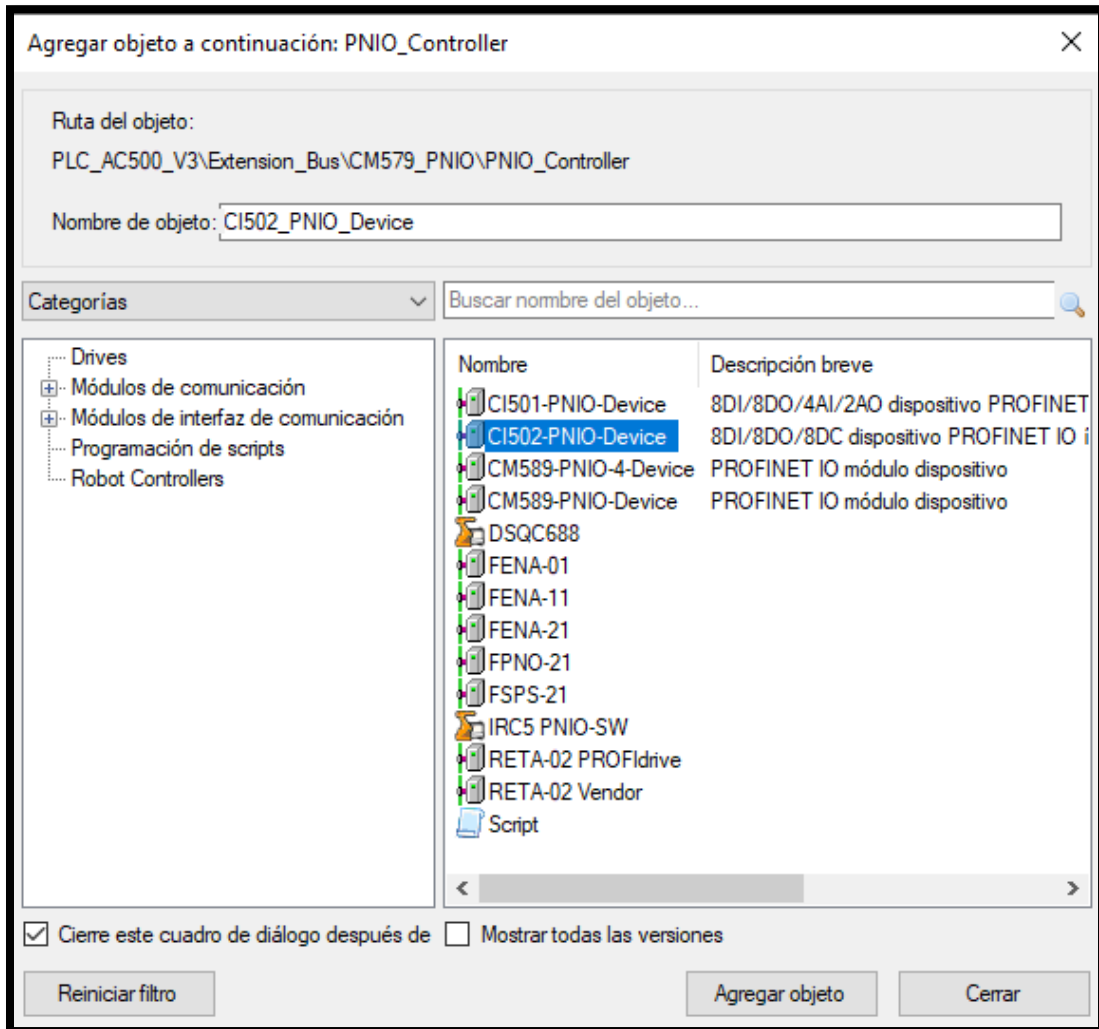 Agregar objeto a continuación: PNIO_Controller
Ruta del objeto:
PLC_AC500_V3\Extension_Bus\CM579_PNIO\PNIO_Controller
Nombre de objeto: CI502_PNIO_Device
Categorías
Buscar nombre del objeto...
Drives
Módulos de comunicación
Módulos de interfaz de comunicación
Programación de scripts
Robot Controllers
Nombre Descripción breve
CI501-PNIO-Device 8DI/8DO/4AI/2AO dispositivo PROFINET
CI502-PNIO-Device 8DI/8DO/8DC dispositivo PROFINET IO í
CM589-PNIO-4-Device PROFINET IO módulo dispositivo
CM589-PNIO-Device PROFINET IO módulo dispositivo
DSQC688
FENA-01
FENA-11
FENA-21
FPNO-21
FSPS-21
IRC5 PNIO-SW
RETA-02 PROFIdrive
RETA-02 Vendor
Script
Cierre este cuadro de diálogo después de Mostrar todas las versiones
Reiniciar filtro Agregar objeto Cerrar